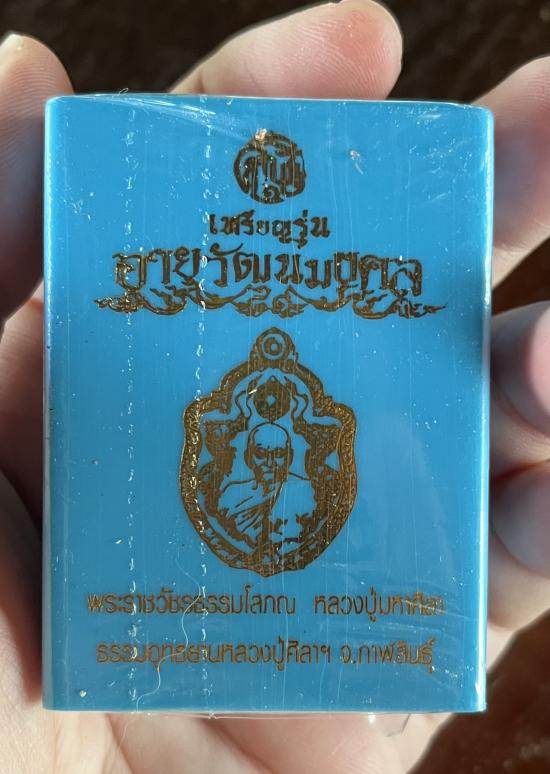 เหรียญรุ่น
อายุวัฒนมงคล
พระราชวัชรธรรมโสภณ หลวงปู่มหาศิลา
ธรรมอุทยานหลวงปู่ศิลาฯ จ.กาฬสินธุ์